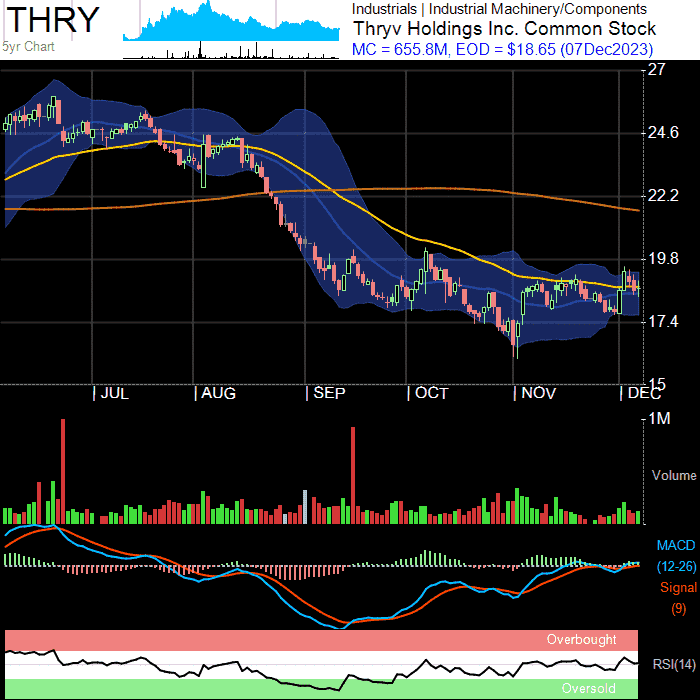 THRY
5yr Chart
Industrials | Industrial Machinery/Components
Thryv Holdings Inc. Common Stock
MC = 655.8M, EOD = $18.65 (07Dec2023)
27
24.6
22.2
19.8
17.4
15
| JUL | AUG | SEP | OCT | NOV | DEC
1M
Volume
MACD
(12-26)
Signal
(9)
Overbought
RSI(14)
Oversold